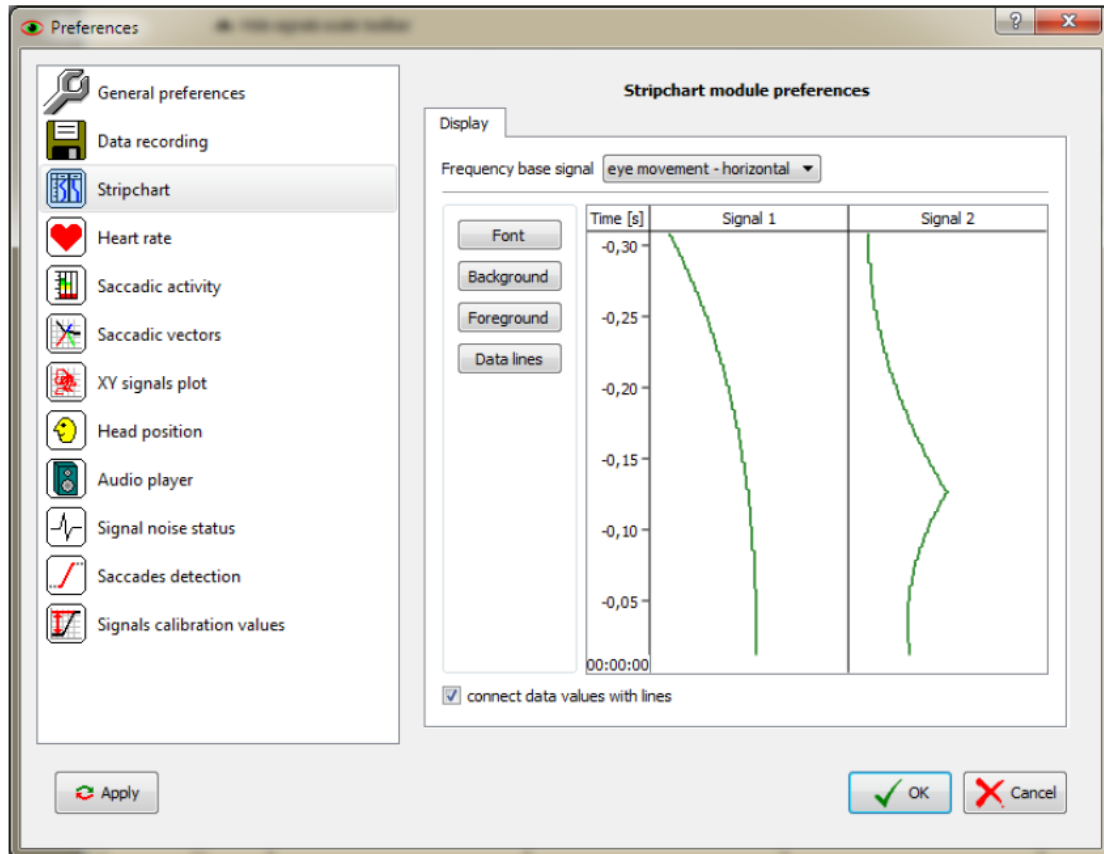 Preferences
General preferences
Data recording
Stripchart
Heart rate
Saccadic activity
Saccadic vectors
XY signals plot
Head position
Audio player
Signal noise status
Saccades detection
Signals calibration values
Stripchart module preferences
Display
Frequency base signal eye movement - horizontal
Font
Background
Foreground
Data lines
Time [s] Signal 1 Signal 2
-0,30
-0,25
-0,20
-0,15
-0,10
-0,05
00:00:00
connect data values with lines
Apply
OK
Cancel